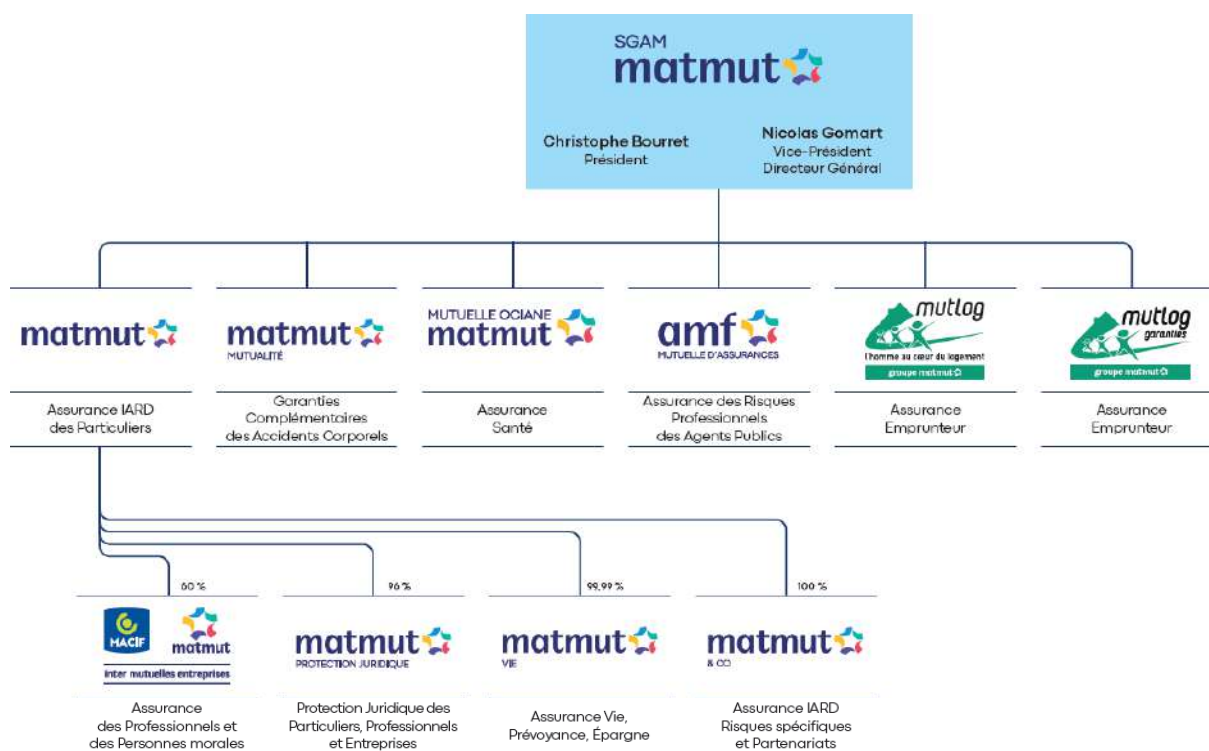 SGAM
matmut
Christophe Bourret
Président
Nicolas Gomart
Vice-Président
Directeur Général
matmut
Assurance IARD
des Particuliers
matmut
MUTUALITÉ
Garanties
Complémentaires
des Accidents Corporels
MUTUELLE OCIANE
matmut
Assurance
Santé
amf
MUTUELLE D'ASSURANCES
Assurance des Risques
Professionnels
des Agents Publics
mutlog
l'homme au cœur du logement
groupe matmut
Assurance
Emprunteur
mutlog
garanties
groupe matmut
Assurance
Emprunteur
60 %
MACIF
matmut
inter mutuelles entreprises
Assurance
des Professionnels et
des Personnes morales
96 %
matmut
PROTECTION JURIDIQUE
Protection Juridique des
Particuliers, Professionnels
et Entreprises
99,99 %
matmut
VIE
Assurance Vie,
Prévoyance, Épargne
100 %
matmut
& CO
Assurance IARD
Risques spécifiques
et Partenariats